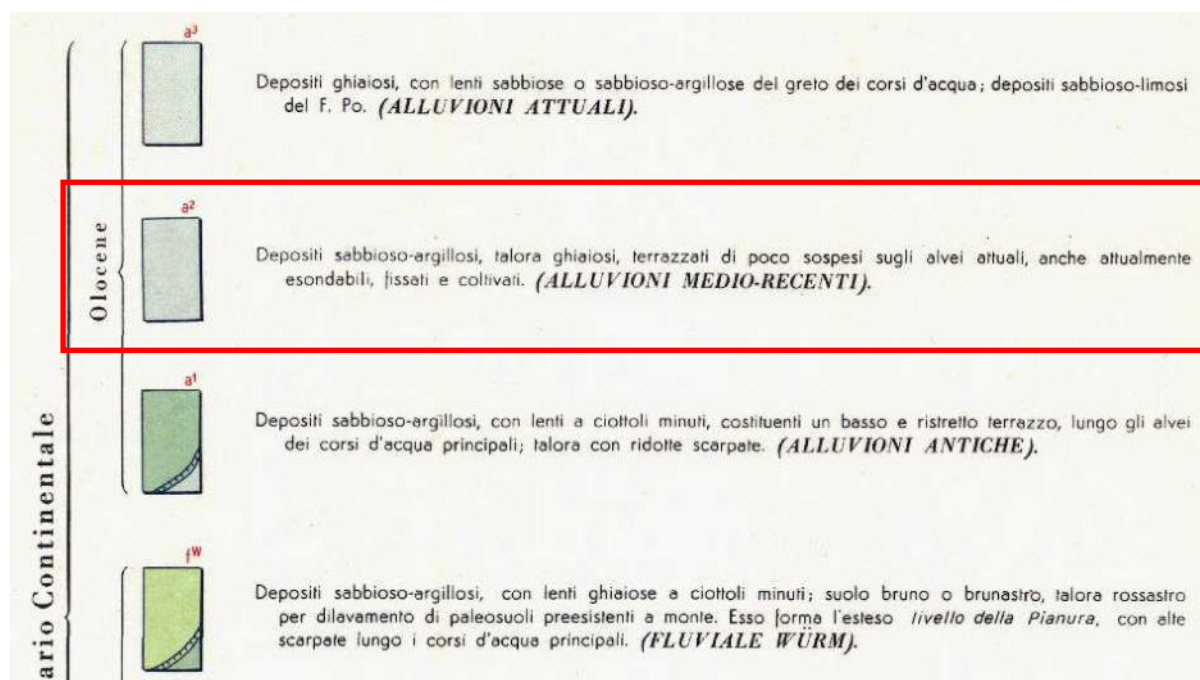 a³
Depositi ghiaiosi, con lenti sabbiose o sabbioso-argillose del greto dei corsi d'acqua; depositi sabbioso-limosi
del F. Po. (ALLUVIONI ATTUALI).
Olocene
a²
Depositi sabbioso-argillosi, talora ghiaiosi, terrazzati di poco sospesi sugli alvei attuali, anche attualmente
esondabili, fissati e coltivati. (ALLUVIONI MEDIO-RECENTI).
a¹
Depositi sabbioso-argillosi, con lenti a ciottoli minuti, costituenti un basso e ristretto terrazzo, lungo gli alvei
dei corsi d'acqua principali; talora con ridotte scarpate. (ALLUVIONI ANTICHE).
ario Continentale
fᵂ
Depositi sabbioso-argillosi, con lenti ghiaiose a ciottoli minuti; suolo bruno o brunastro, talora rossastro
per dilavamento di paleosuoli preesistenti a monte. Esso forma l'esteso livello della Pianura, con alte
scarpate lungo i corsi d'acqua principali. (FLUVIALE WÜRM).